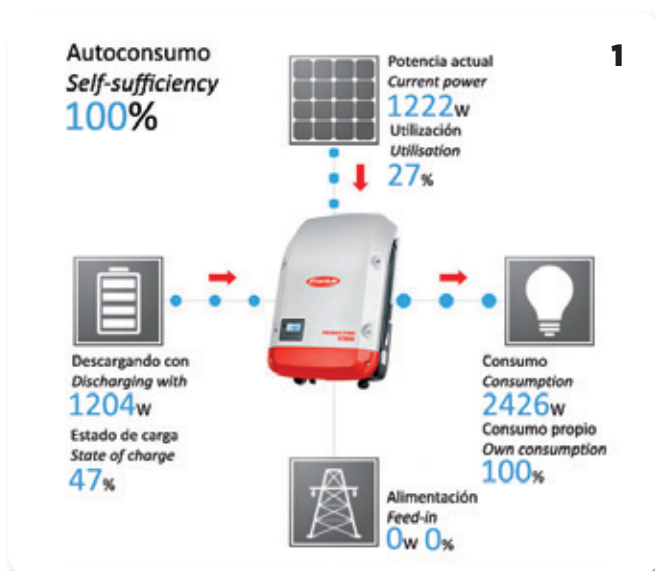 Autoconsumo
Self-sufficiency
100%
1
Potencia actual
Current power
1222W
Utilización
Utilisation
27%
Descargando con
Discharging with
1204W
Estado de carga
State of charge
47%
Consumo
Consumption
2426W
Consumo propio
Own consumption
100%
Alimentación
Feed-in
0W 0%